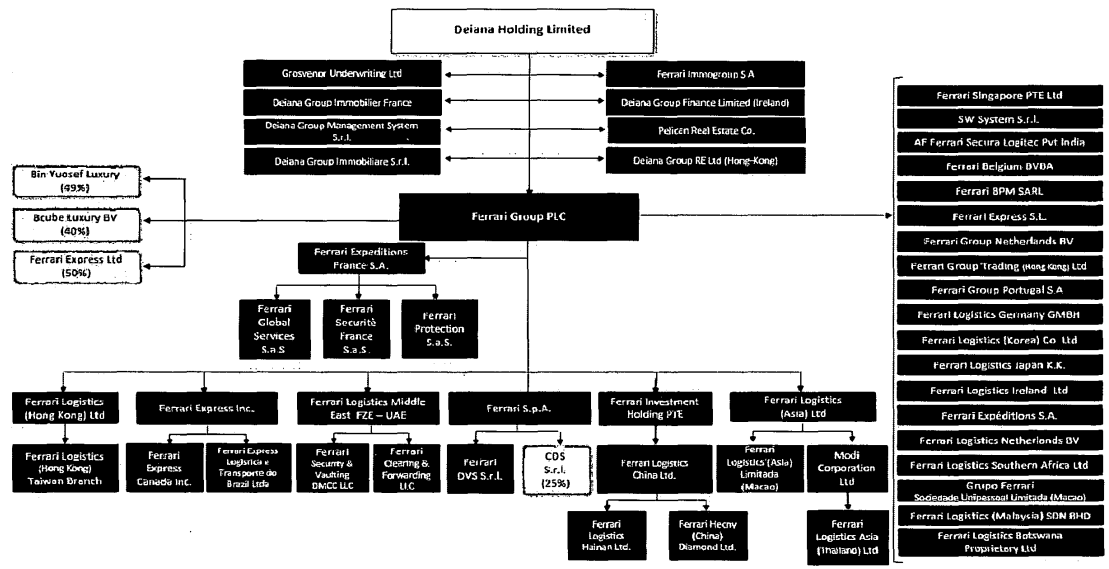 Deiana Holding Limited
Grosvenor Underwriting Ltd
Ferrari Immogroup S.A
Deiana Group Immobilier France
Deiana Group Finance Limited (Ireland)
Deiana Group Management System
S.r.l.
Pelican Real Estate Co.
Deiana Group Immobiliare S.r.l.
Deiana Group RE Ltd (Hong-Kong)
Bin Yuosef Luxury
(49%)
Bcube Luxury BV
(40%)
Ferrari Express Ltd
(50%)
Ferrari Group PLC
Ferrari Expeditions
France S.A.
Ferrari
Global
Services
S.a.S
Ferrari
Securitè
France
S.a.S.
Ferrari
Protection
S.a.S.
Ferrari Logistics
(Hong Kong) Ltd
Ferrari Express Inc.
Ferrari Logistics Middle
East FZE – UAE
Ferrari S.p.A.
Ferrari Investment
Holding PTE
Ferrari Logistics
(Asia) Ltd
Ferrari Logistics
(Hong Kong)
Taiwan Branch
Ferrari
Express
Canada Inc.
Ferrari Express
Logistica e
Transporte do
Brazil Ltda
Ferrari
Security &
Vaulting
DMCC LLC
Ferrari
Clearing &
Forwarding
LLC
Ferrari
DVS S.r.l.
CDS
S.r.l.
(25%)
Ferrari Logistics
China Ltd.
Ferrari
Logistics (Asia)
Limitada
(Macao)
Modi
Corporation
Ltd
Ferrari
Logistics
Hainan Ltd.
Ferrari Hecny
(China)
Diamond Ltd.
Ferrari
Logistics Asia
(Thailand) Ltd
Ferrari Singapore PTE Ltd
SW System S.r.l.
AF Ferrari Secura Logitec Pvt India
Ferrari Belgium BVBA
Ferrari BPM SARL
Ferrari Express S.L.
Ferrari Group Netherlands BV
Ferrari Group Trading (Hong Kong) Ltd
Ferrari Group Portugal S.A
Ferrari Logistics Germany GMBH
Ferrari Logistics (Korea) Co Ltd
Ferrari Logistics Japan K.K.
Ferrari Logistics Ireland Ltd
Ferrari Expéditions S.A.
Ferrari Logistics Netherlands BV
Ferrari Logistics Southern Africa Ltd
Grupo Ferrari
Sociedade Unipessoal Limitada (Macao)
Ferrari Logistics (Malaysia) SDN BHD
Ferrari Logistics Botswana
Proprietary Ltd